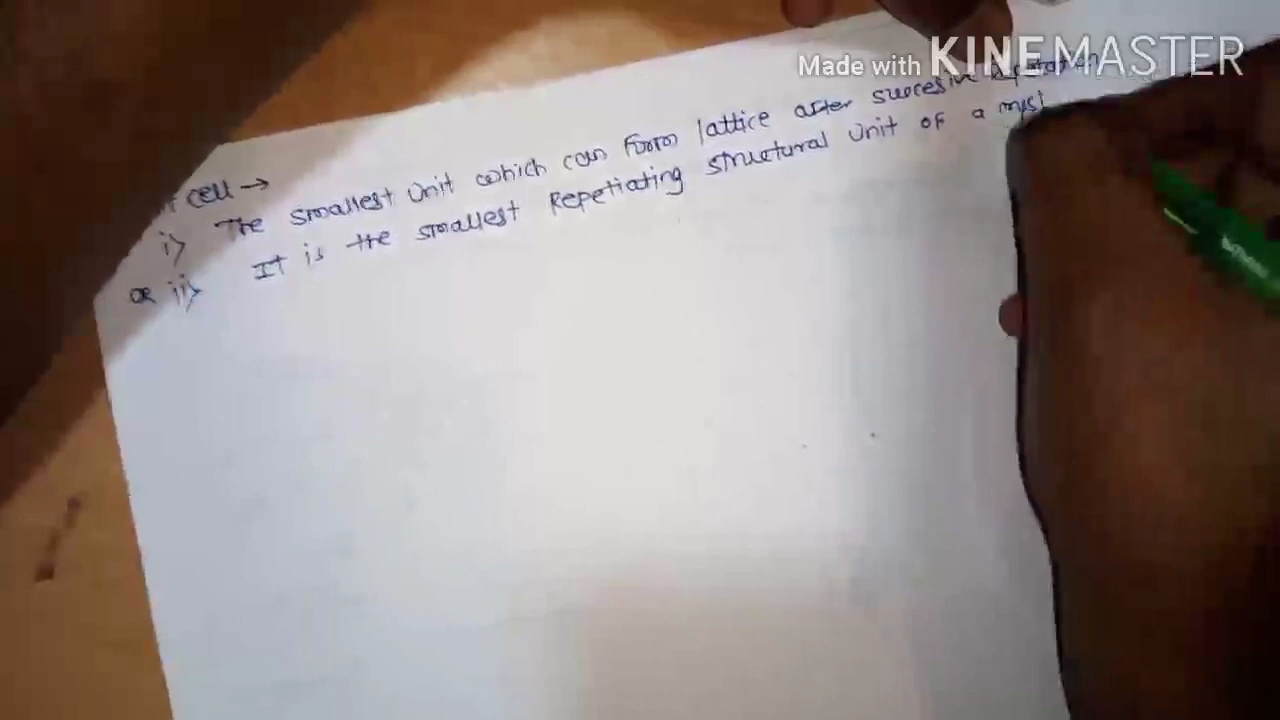 Made with KINEMASTER
cell →
i> The smallest unit which can form lattice after succesive
OR ii> It is the smallest Repetiating structural unit of a